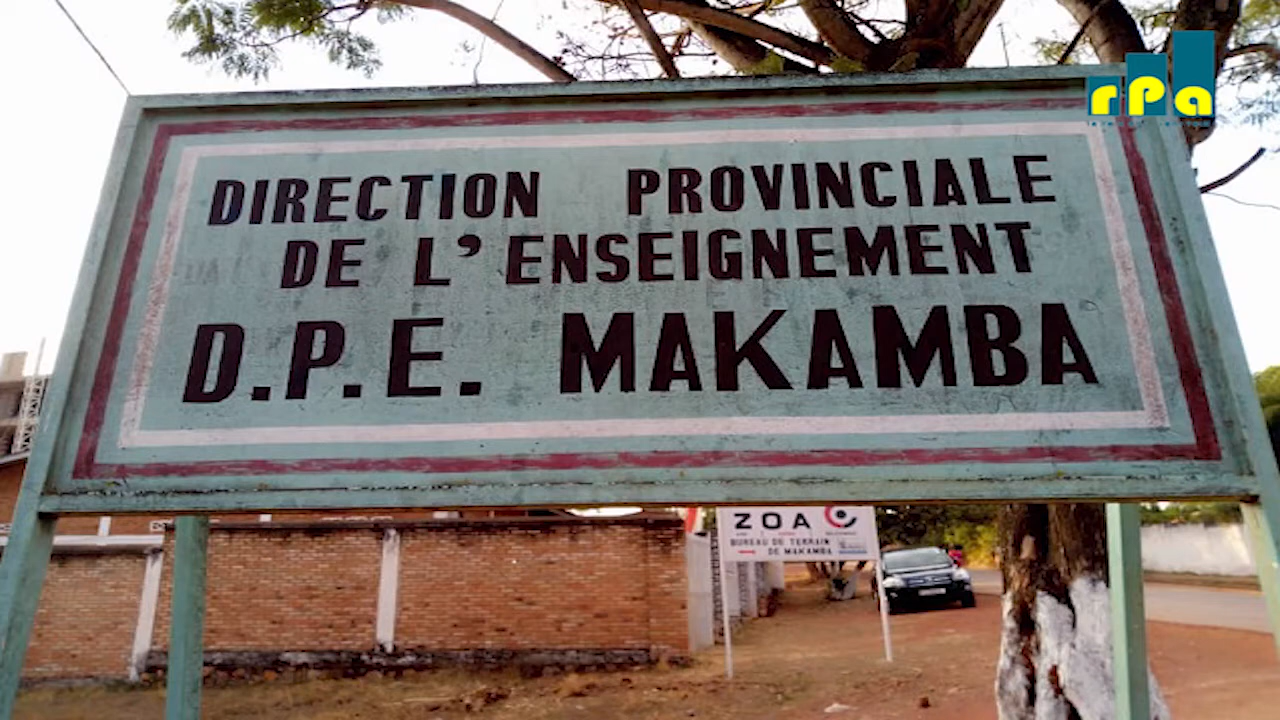 rPa
DIRECTION PROVINCIALE
DE L'ENSEIGNEMENT
D.P.E. MAKAMBA
ZOA
BUREAU DE TERRAIN
DE MAKAMBA